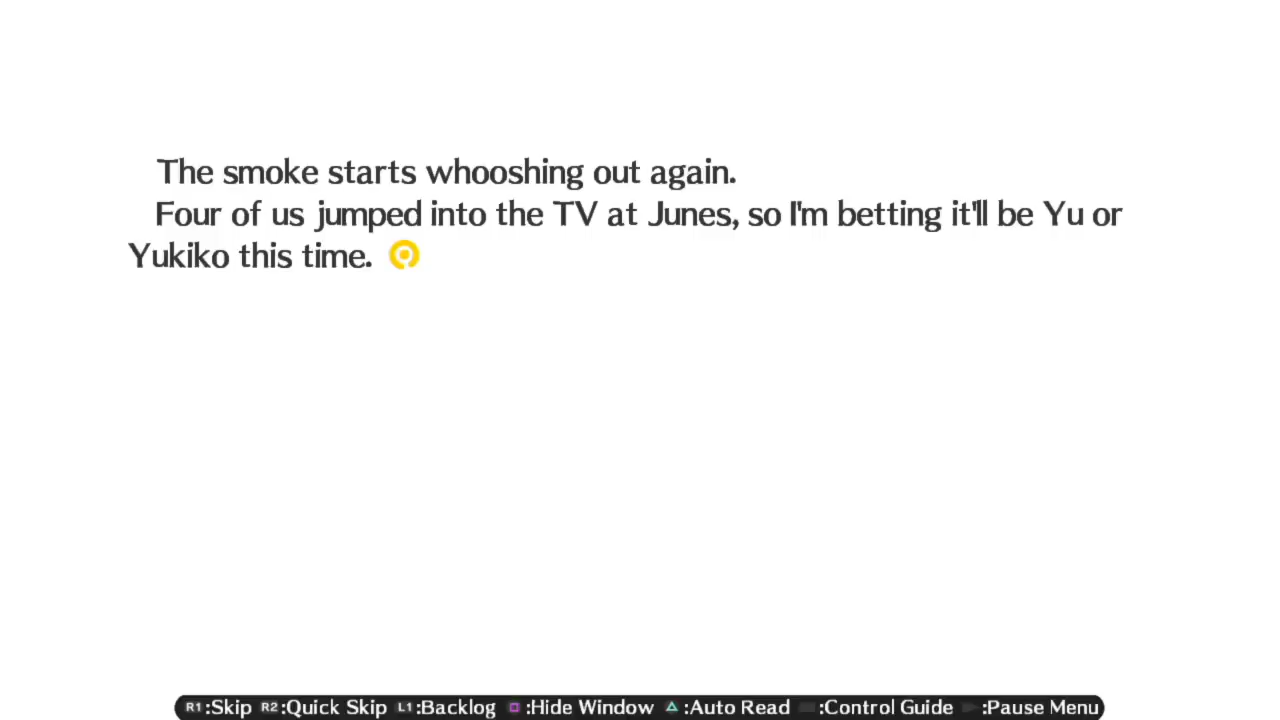 The smoke starts whooshing out again.
Four of us jumped into the TV at Junes, so I'm betting it'll be Yu or
Yukiko this time.
R1:Skip R2:Quick Skip L1:Backlog :Hide Window :Auto Read :Control Guide :Pause Menu